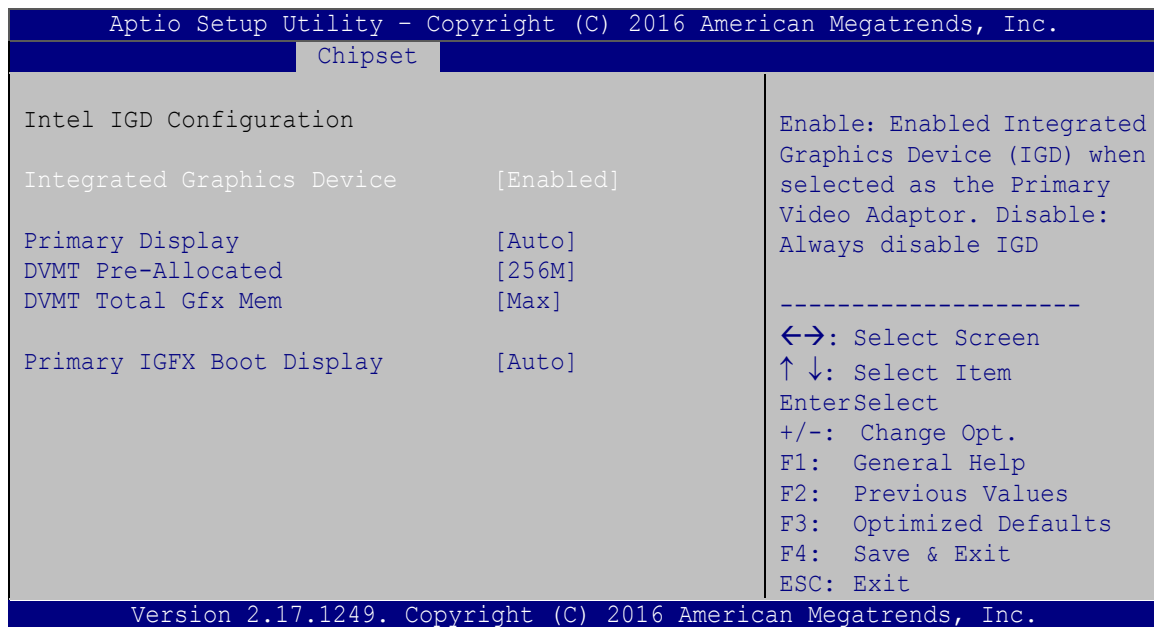 Aptio Setup Utility – Copyright (C) 2016 American Megatrends, Inc.
Chipset
Intel IGD Configuration
Integrated Graphics Device [Enabled]
Primary Display [Auto]
DVMT Pre-Allocated [256M]
DVMT Total Gfx Mem [Max]
Primary IGFX Boot Display [Auto]
Enable: Enabled Integrated
Graphics Device (IGD) when
selected as the Primary
Video Adaptor. Disable:
Always disable IGD
---------------------
←→: Select Screen
↑ ↓: Select Item
EnterSelect
+/-: Change Opt.
F1: General Help
F2: Previous Values
F3: Optimized Defaults
F4: Save & Exit
ESC: Exit
Version 2.17.1249. Copyright (C) 2016 American Megatrends, Inc.